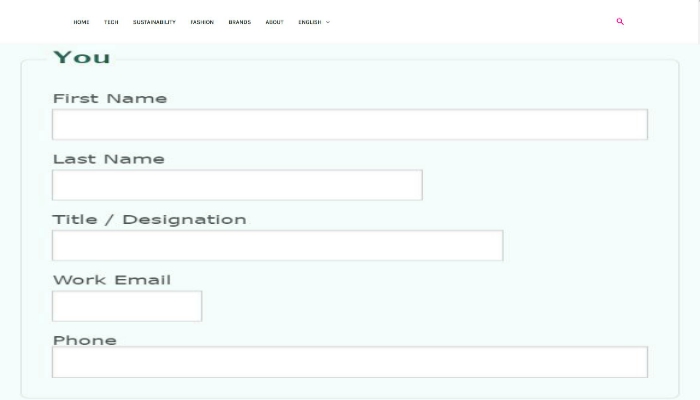 HOME TECH SUSTAINABILITY FASHION BRANDS ABOUT ENGLISH
You
First Name
Last Name
Title / Designation
Work Email
Phone